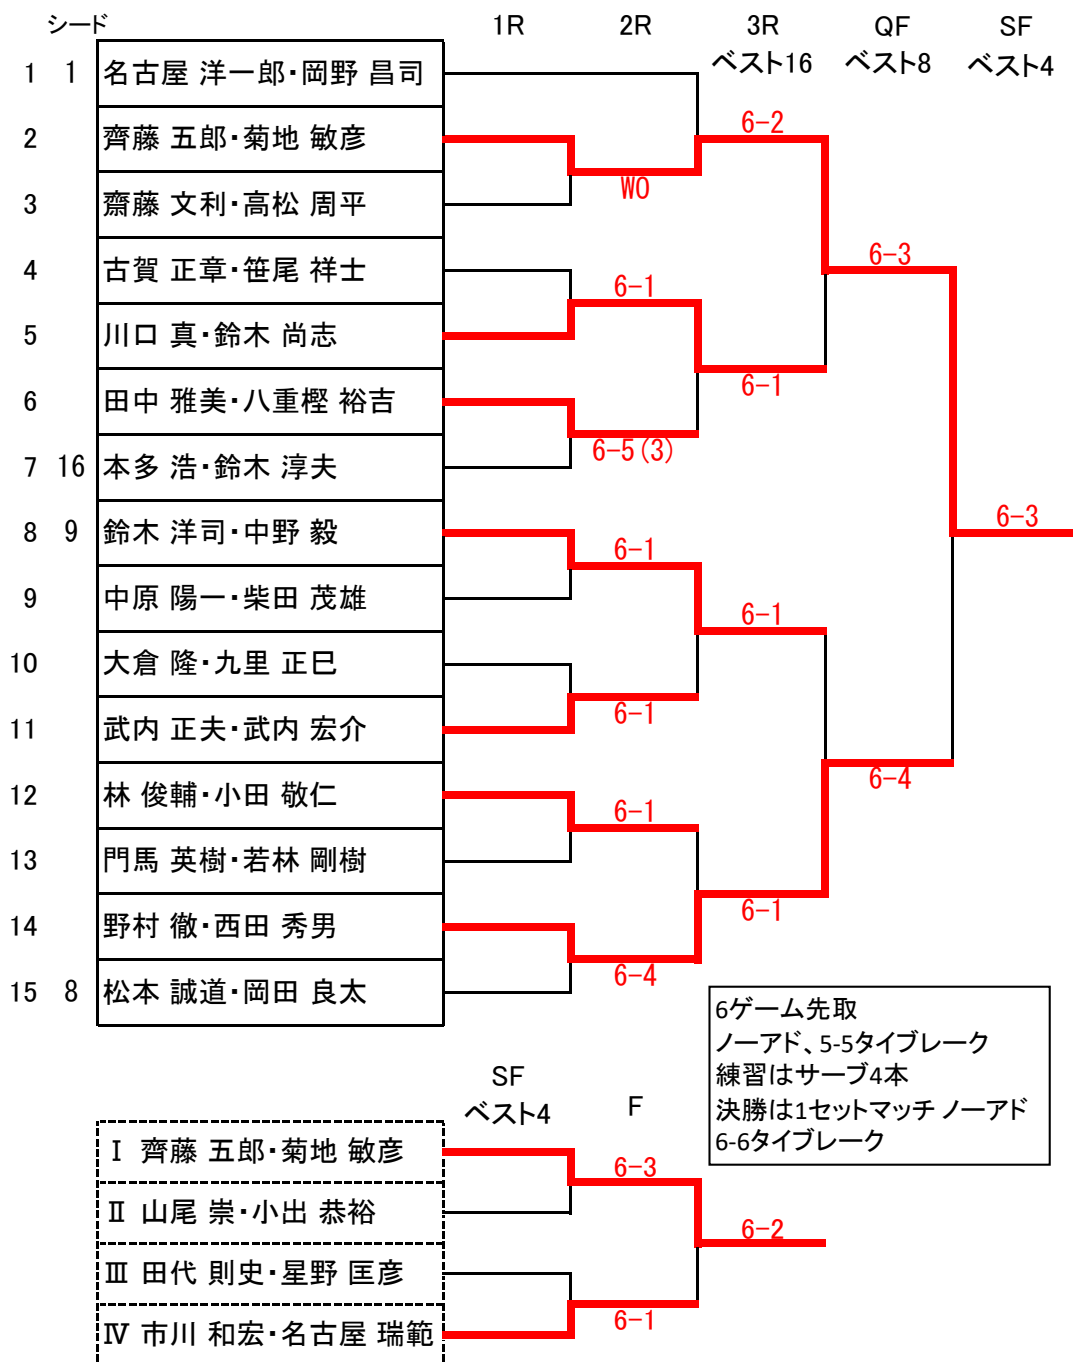 シード 1R 2R 3R QF SF
ベスト16 ベスト8 ベスト4
1 1 名古屋 洋一郎・岡野 昌司
6-2
2 齊藤 五郎・菊地 敏彦
WO
3 齋藤 文利・高松 周平
6-3
4 古賀 正章・笹尾 祥士
6-1
5 川口 真・鈴木 尚志
6-1
6 田中 雅美・八重樫 裕吉
6-5(3)
7 16 本多 浩・鈴木 淳夫
6-3
8 9 鈴木 洋司・中野 毅
6-1
9 中原 陽一・柴田 茂雄
6-1
10 大倉 隆・九里 正巳
6-1
11 武内 正夫・武内 宏介
6-4
12 林 俊輔・小田 敬仁
6-1
13 門馬 英樹・若林 剛樹
6-1
14 野村 徹・西田 秀男
6-4
15 8 松本 誠道・岡田 良太
6ゲーム先取
ノーアド、5-5タイブレーク
練習はサーブ4本
決勝は1セットマッチ ノーアド
6-6タイブレーク
SF F
ベスト4
Ⅰ 齊藤 五郎・菊地 敏彦
6-3
Ⅱ 山尾 崇・小出 恭裕
6-2
Ⅲ 田代 則史・星野 匡彦
6-1
Ⅳ 市川 和宏・名古屋 瑞範